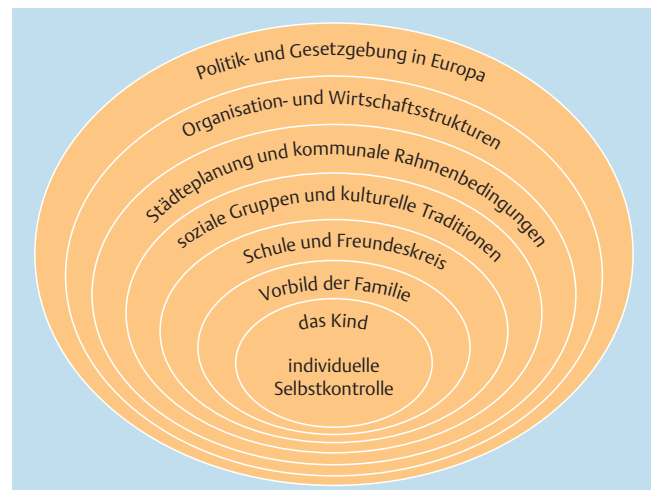 Politik- und Gesetzgebung in Europa
Organisation- und Wirtschaftsstrukturen
Städteplanung und kommunale Rahmenbedingungen
soziale Gruppen und kulturelle Traditionen
Schule und Freundeskreis
Vorbild der Familie
das Kind
individuelle
Selbstkontrolle